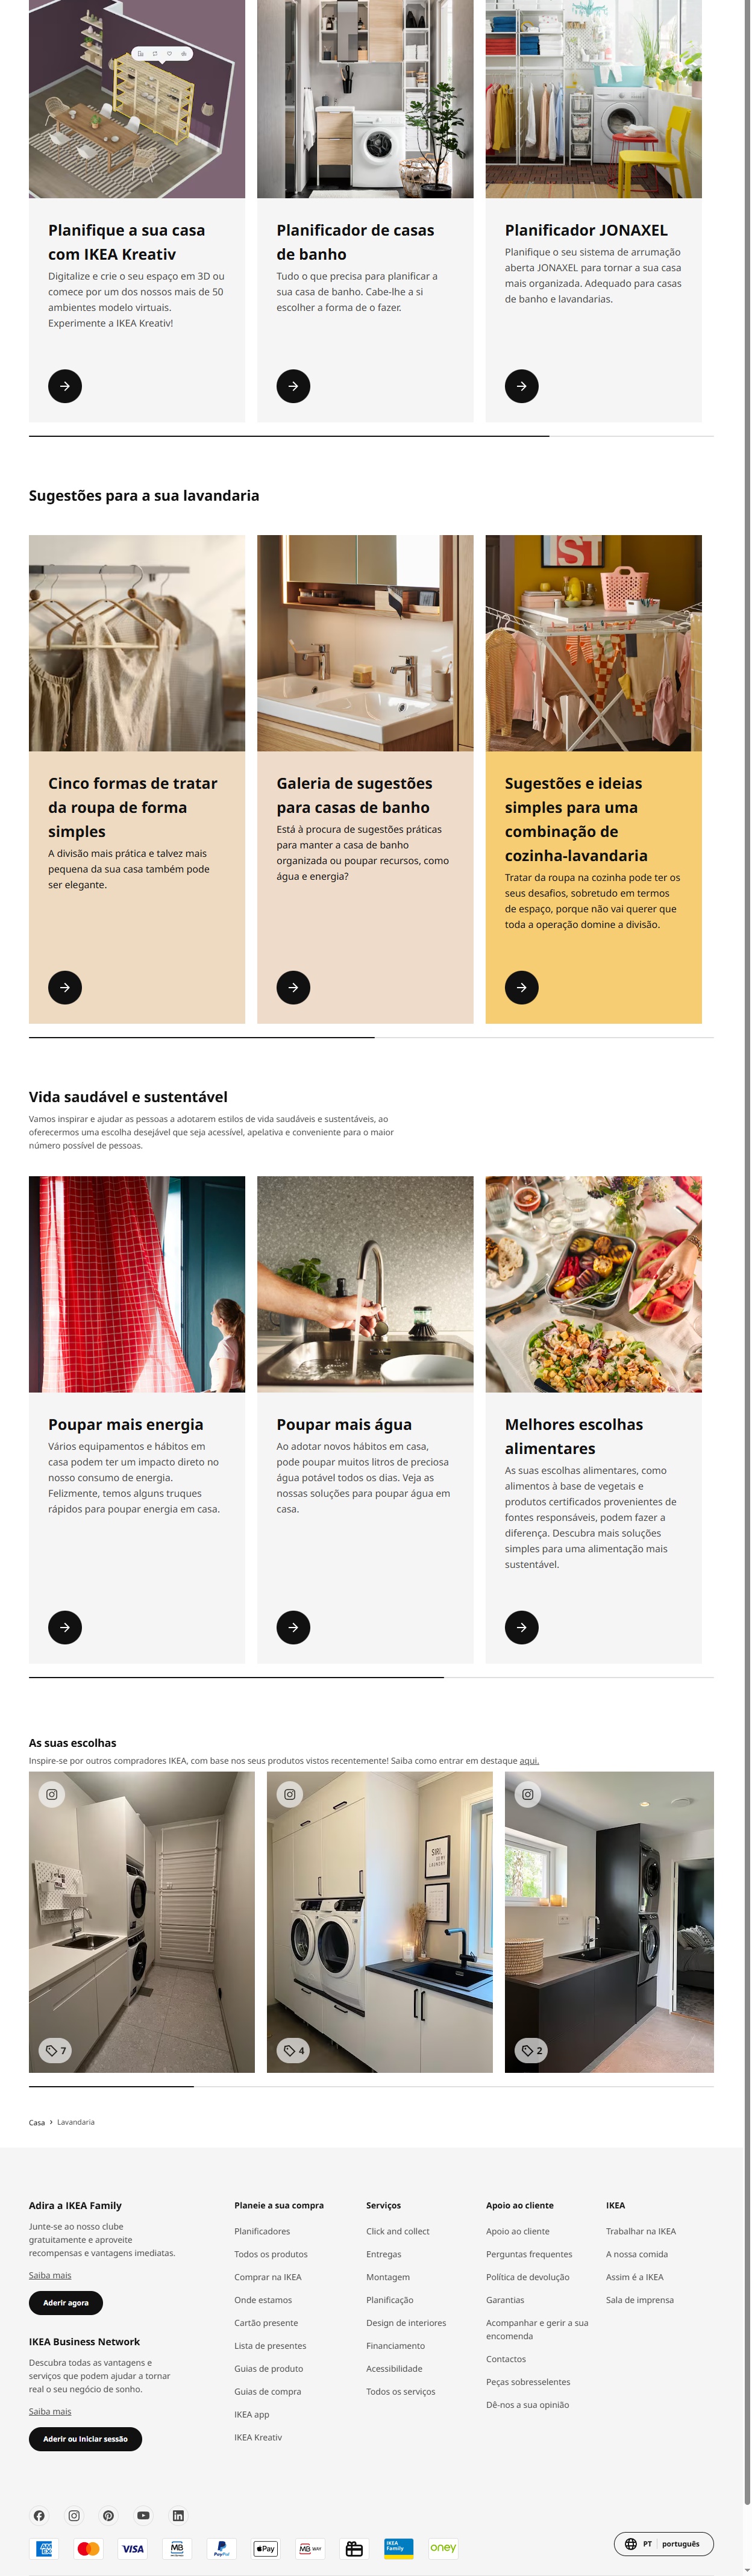 Planifique a sua casa
com IKEA Kreativ
Digitalize e crie o seu espaço em 3D ou
comece por um dos nossos mais de 50
ambientes modelo virtuais.
Experimente a IKEA Kreativ!
Planificador de casas
de banho
Tudo o que precisa para planificar a
sua casa de banho. Cabe-lhe a si
escolher a forma de o fazer.
Planificador JONAXEL
Planifique o seu sistema de arrumação
aberta JONAXEL para tornar a sua casa
mais organizada. Adequado para casas
de banho e lavandarias.
Sugestões para a sua lavandaria
Cinco formas de tratar
da roupa de forma
simples
A divisão mais prática e talvez mais
pequena da sua casa também pode
ser elegante.
Galeria de sugestões
para casas de banho
Está à procura de sugestões práticas
para manter a casa de banho
organizada ou poupar recursos, como
água e energia?
Sugestões e ideias
simples para uma
combinação de
cozinha-lavandaria
Tratar da roupa na cozinha pode ter os
seus desafios, sobretudo em termos
de espaço, porque não vai querer que
toda a operação domine a divisão.
Vida saudável e sustentável
Vamos inspirar e ajudar as pessoas a adotarem estilos de vida saudáveis e sustentáveis, ao
oferecermos uma escolha desejável que seja acessível, apelativa e conveniente para o maior
número possível de pessoas.
Poupar mais energia
Vários equipamentos e hábitos em
casa podem ter um impacto direto no
nosso consumo de energia.
Felizmente, temos alguns truques
rápidos para poupar energia em casa.
Poupar mais água
Ao adotar novos hábitos em casa,
pode poupar muitos litros de preciosa
água potável todos os dias. Veja as
nossas soluções para poupar água em
casa.
Melhores escolhas
alimentares
As suas escolhas alimentares, como
alimentos à base de vegetais e
produtos certificados provenientes de
fontes responsáveis, podem fazer a
diferença. Descubra mais soluções
simples para uma alimentação mais
sustentável.
As suas escolhas
Inspire-se por outros compradores IKEA, com base nos seus produtos vistos recentemente! Saiba como entrar em destaque aqui.
7
4
2
Casa › Lavandaria
Adira a IKEA Family
Junte-se ao nosso clube
gratuitamente e aproveite
recompensas e vantagens imediatas.
Saiba mais
Aderir agora
IKEA Business Network
Descubra todas as vantagens e
serviços que podem ajudar a tornar
real o seu negócio de sonho.
Saiba mais
Aderir ou Iniciar sessão
Planeie a sua compra
Planificadores
Todos os produtos
Comprar na IKEA
Onde estamos
Cartão presente
Lista de presentes
Guias de produto
Guias de compra
IKEA app
IKEA Kreativ
Serviços
Click and collect
Entregas
Montagem
Planificação
Design de interiores
Financiamento
Acessibilidade
Todos os serviços
Apoio ao cliente
Apoio ao cliente
Perguntas frequentes
Política de devolução
Garantias
Acompanhar e gerir a sua
encomenda
Contactos
Peças sobresselentes
Dê-nos a sua opinião
IKEA
Trabalhar na IKEA
A nossa comida
Assim é a IKEA
Sala de imprensa
AMEX
VISA
MB
PayPal
Pay
MB WAY
IKEA
Family
oney
PT português